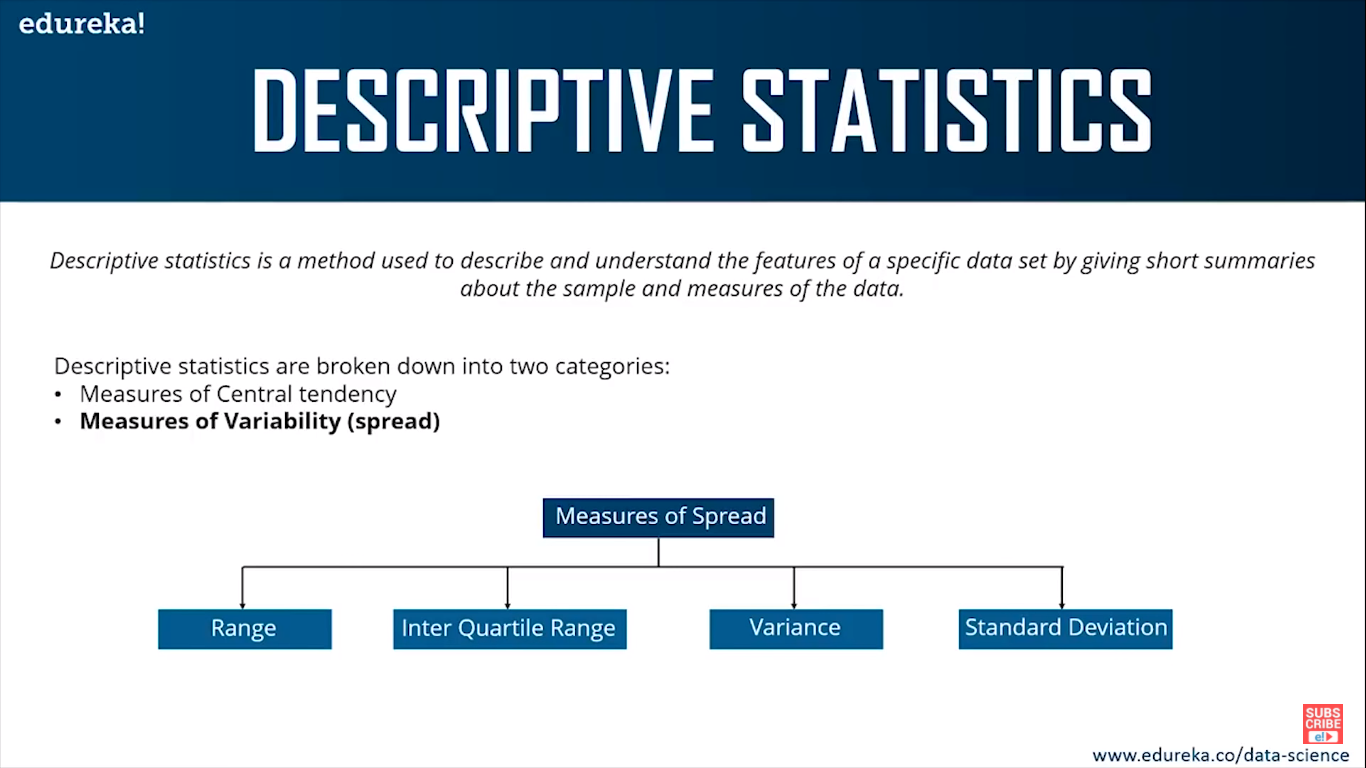 edureka!
DESCRIPTIVE STATISTICS
Descriptive statistics is a method used to describe and understand the features of a specific data set by giving short summaries
about the sample and measures of the data.
Descriptive statistics are broken down into two categories:
• Measures of Central tendency
• Measures of Variability (spread)
Measures of Spread
Range
Inter Quartile Range
Variance
Standard Deviation
SUBS
CRIBE
e!
www.edureka.co/data-science